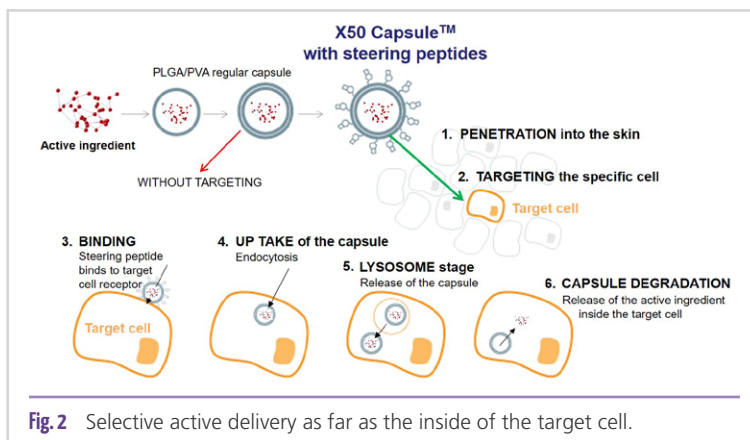 X50 Capsule™
with steering peptides
PLGA/PVA regular capsule
Active ingredient
WITHOUT TARGETING
1. PENETRATION into the skin
2. TARGETING the specific cell
Target cell
3. BINDING
Steering peptide
binds to target
cell receptor
Target cell
4. UP TAKE of the capsule
Endocytosis
5. LYSOSOME stage
Release of the capsule
6. CAPSULE DEGRADATION
Release of the active ingredient
inside the target cell
Fig. 2 Selective active delivery as far as the inside of the target cell.